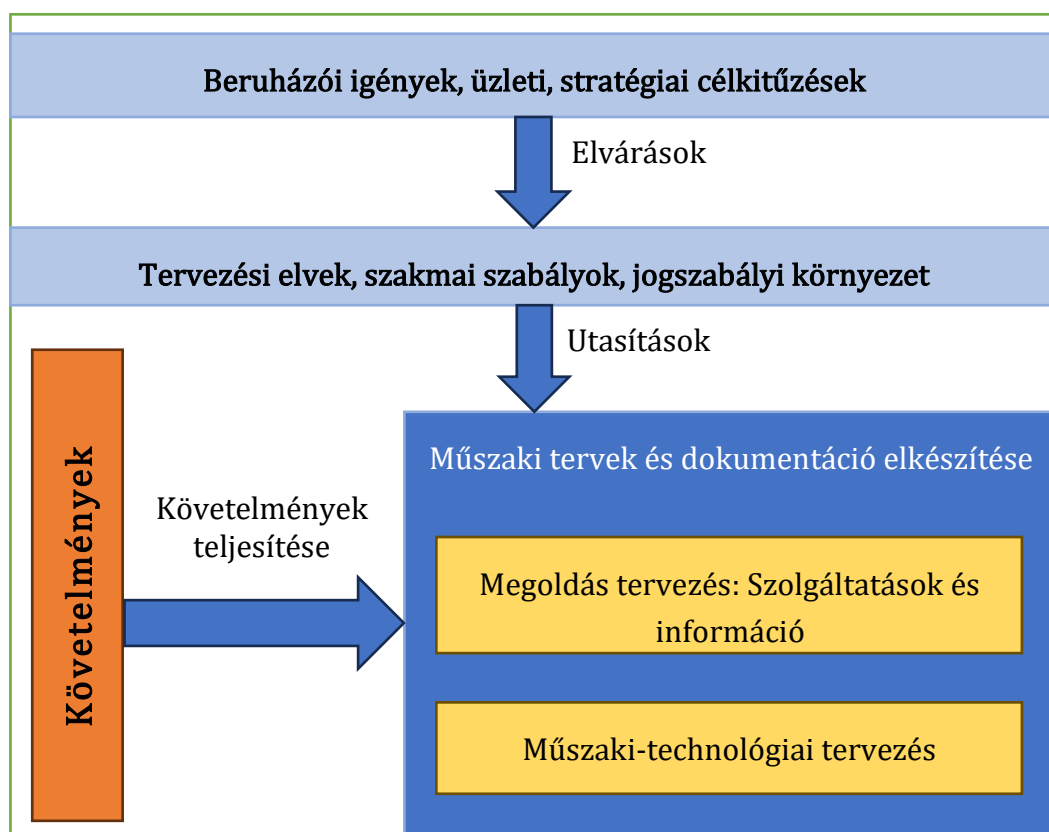 Beruházói igények, üzleti, stratégiai célkitűzések
Elvárások
Tervezési elvek, szakmai szabályok, jogszabályi környezet
Utasítások
Követelmények
Követelmények
teljesítése
Műszaki tervek és dokumentáció elkészítése
Megoldás tervezés: Szolgáltatások és
információ
Műszaki-technológiai tervezés